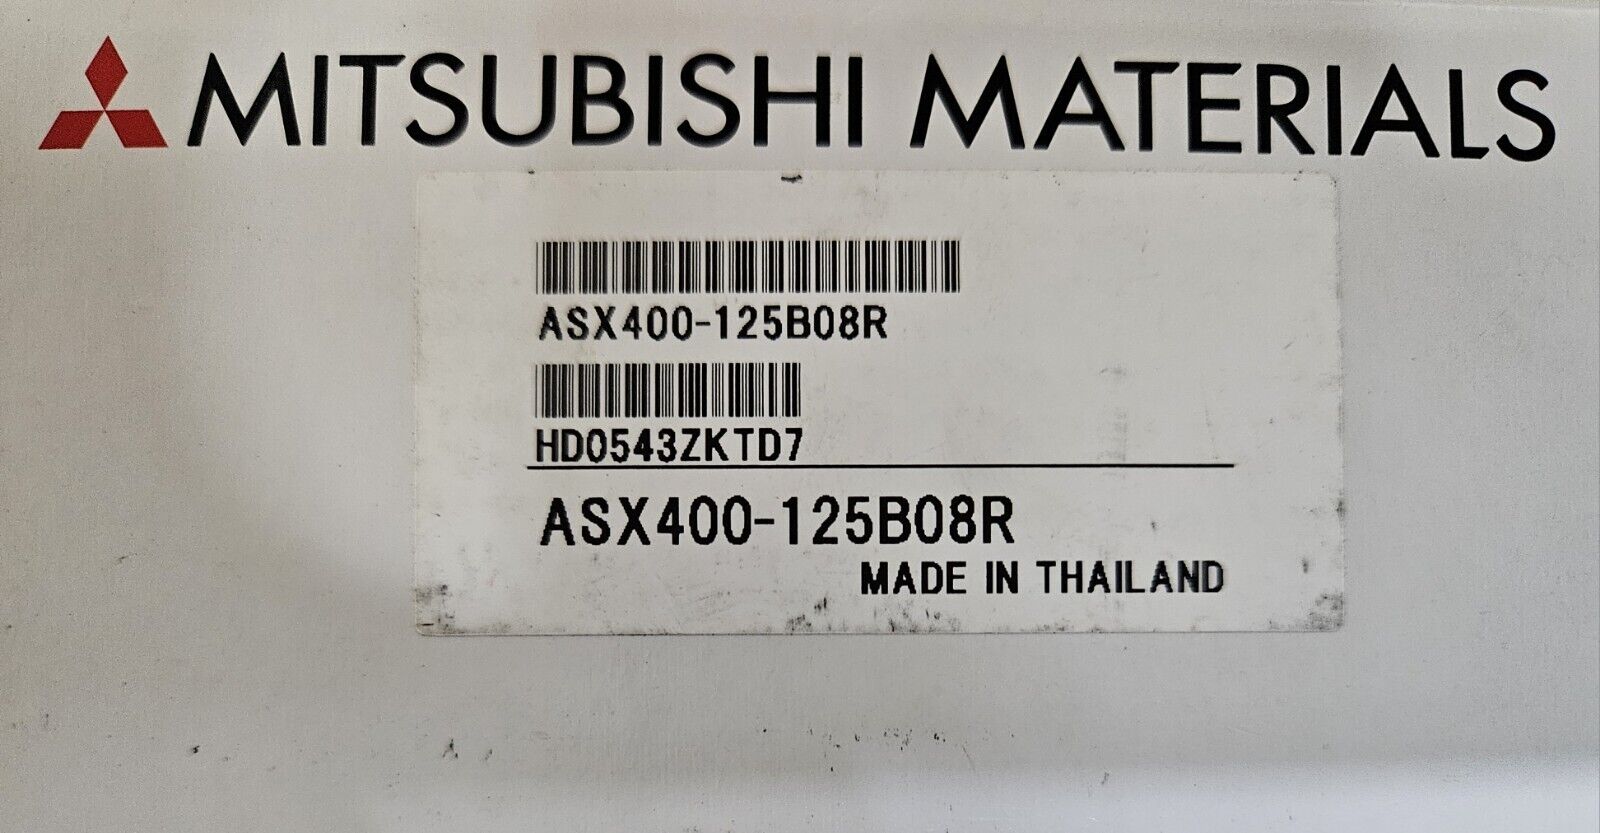 MITSUBISHI MATERIALS
ASX400-125B08R
HD0543ZKTD7
ASX400-125B08R
MADE IN THAILAND